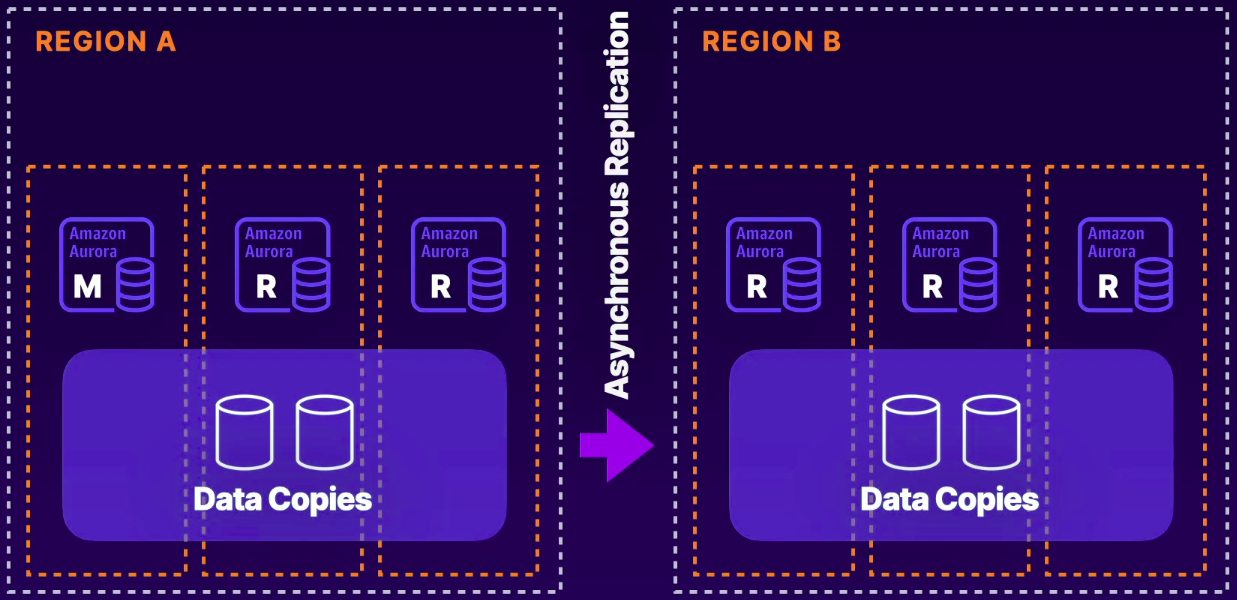 REGION A
Amazon
Aurora
M
Amazon
Aurora
R
Amazon
Aurora
R
Data Copies
Asynchronous Replication
REGION B
Amazon
Aurora
R
Amazon
Aurora
R
Amazon
Aurora
R
Data Copies